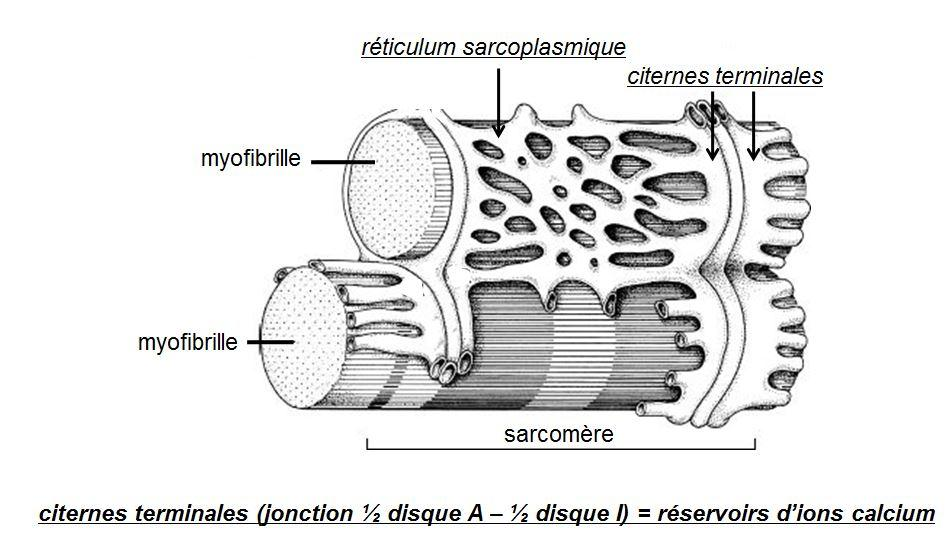 réticulum sarcoplasmique
citernes terminales
myofibrille
myofibrille
sarcomère
citernes terminales (jonction ½ disque A – ½ disque I) = réservoirs d’ions calcium